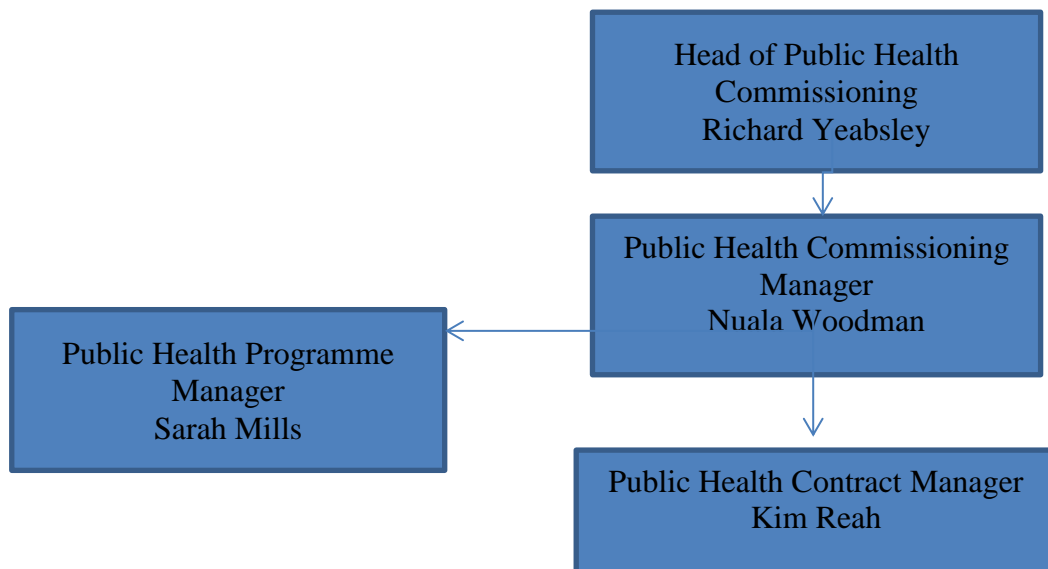 Head of Public Health
Commissioning
Richard Yeabsley
Public Health Commissioning
Manager
Nuala Woodman
Public Health Programme
Manager
Sarah Mills
Public Health Contract Manager
Kim Reah